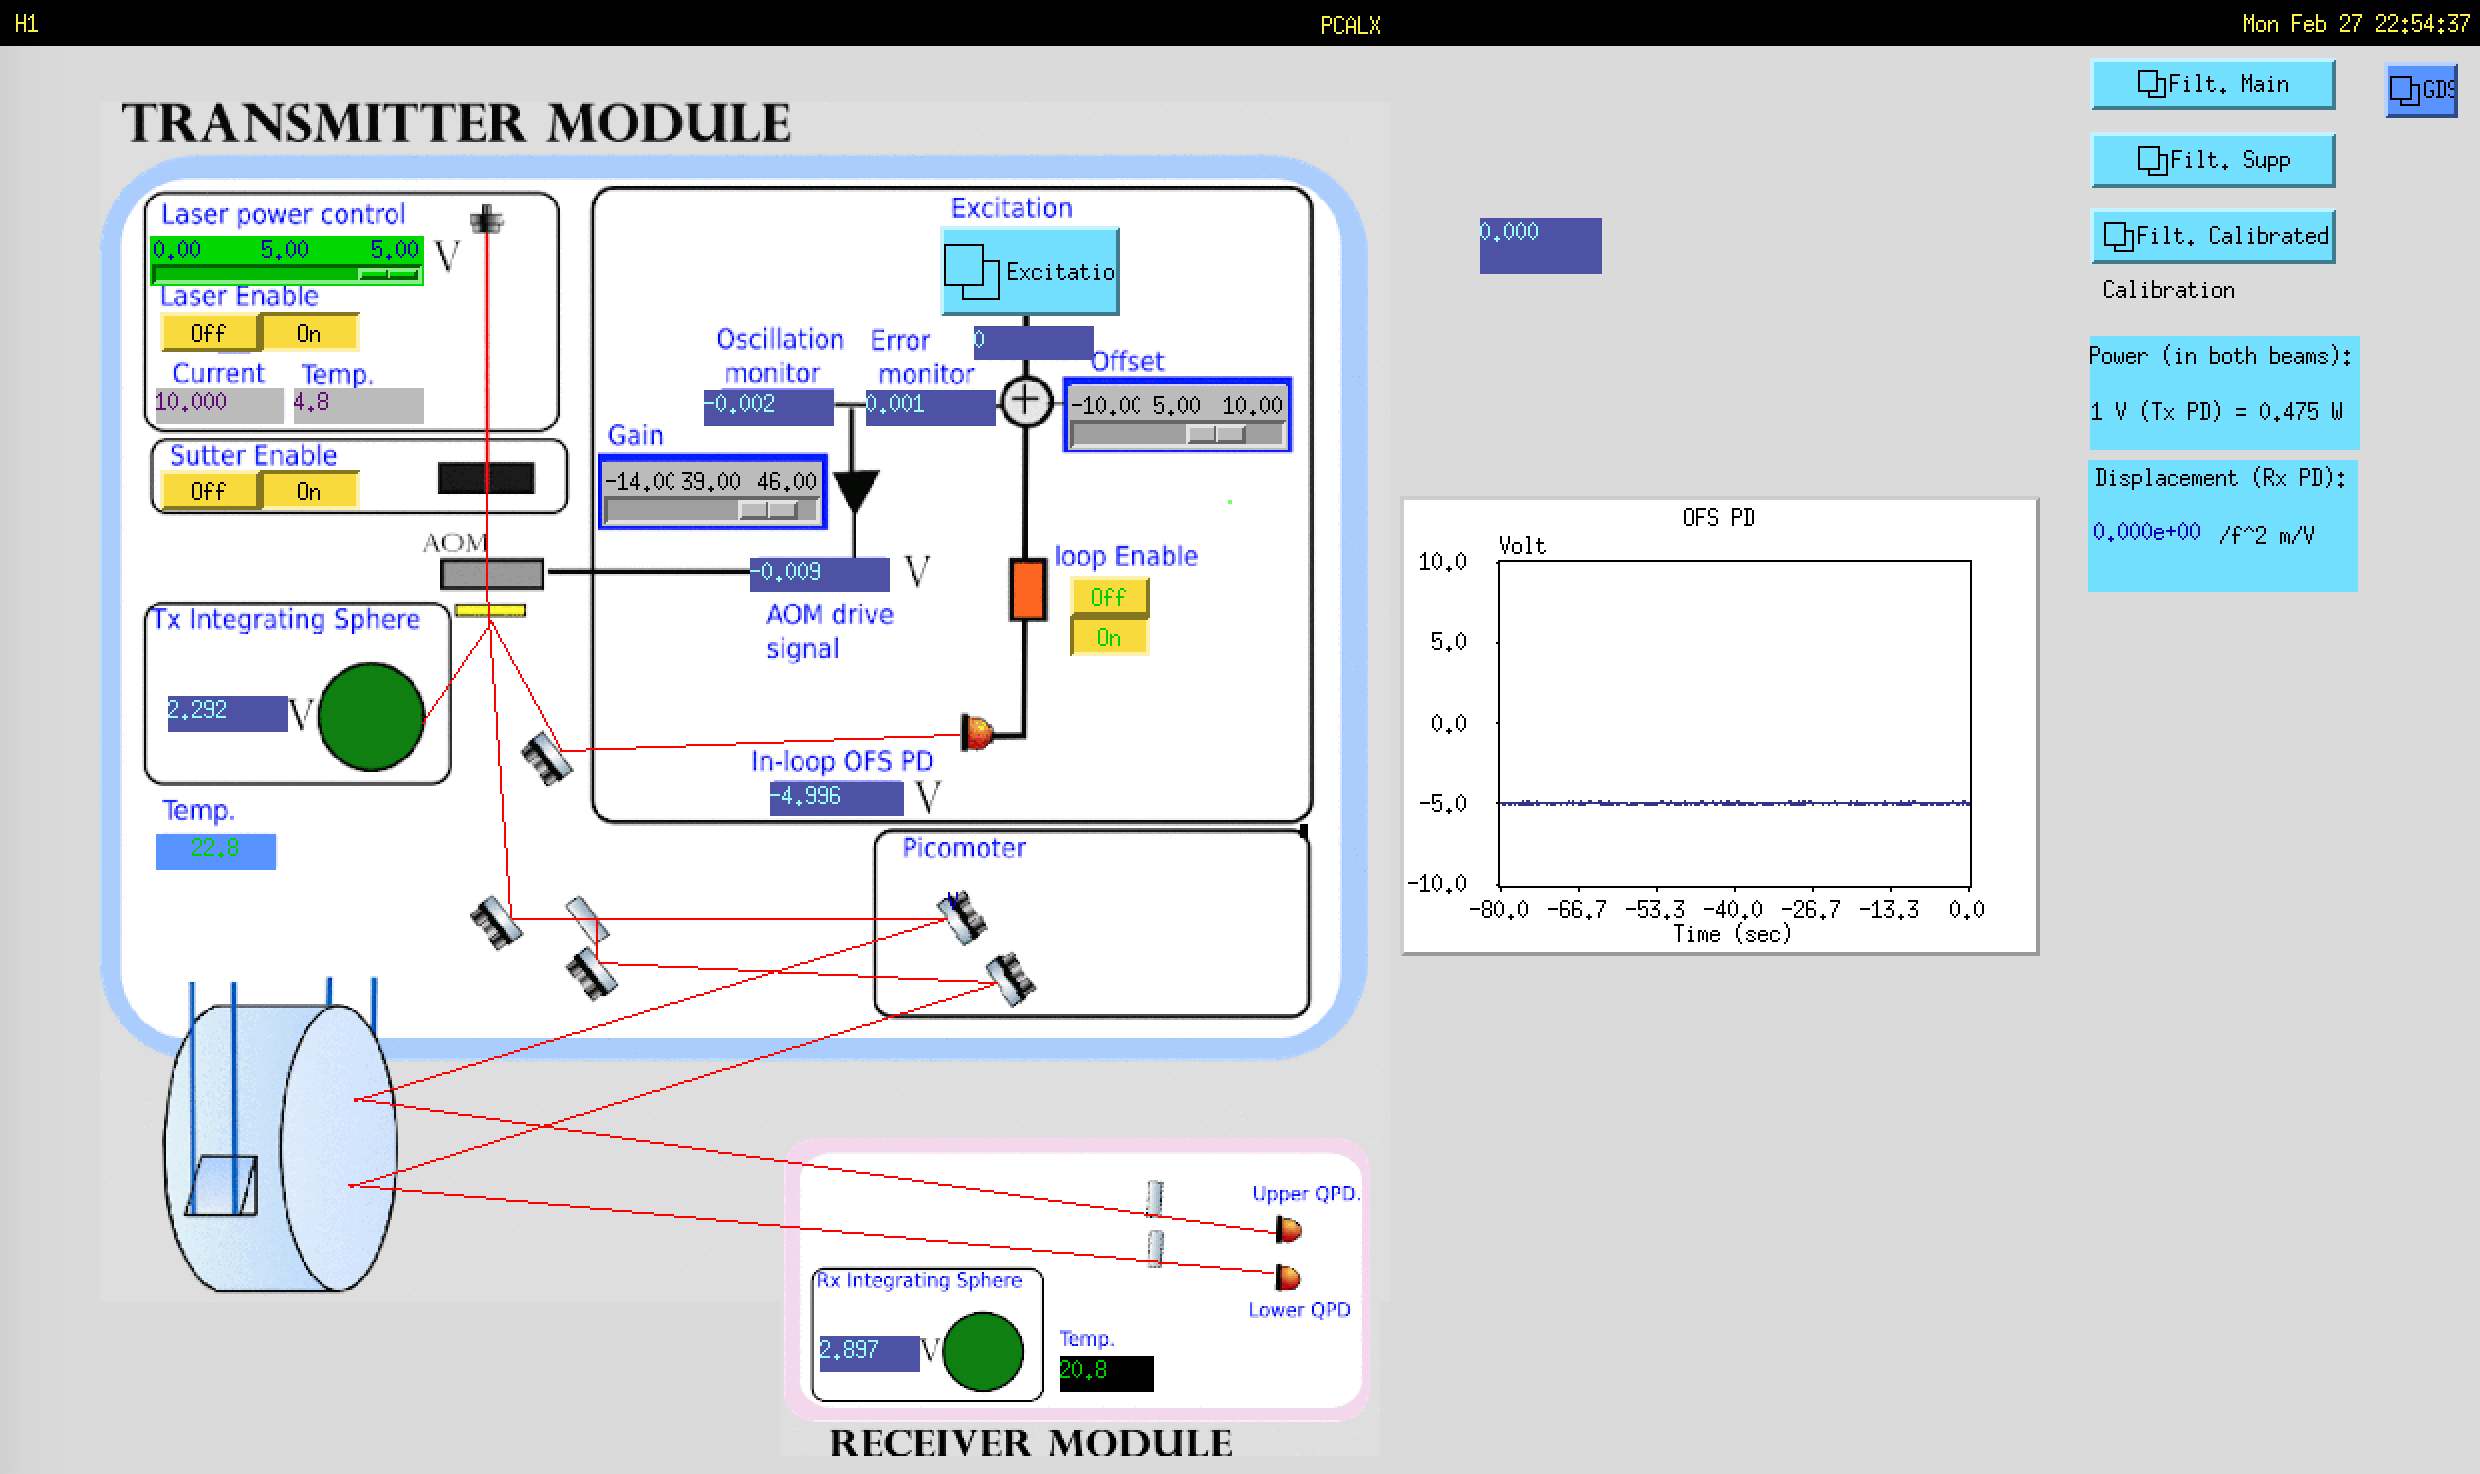 H1
PCALX
Mon Feb 27 22:54:37
TRANSMITTER MODULE
Laser power control
0.00 5.00 5.00 V
Laser Enable
Off On
Current Temp.
10.000 4.8
Sutter Enable
Off On
AOM
Tx Integrating Sphere
2.292 V
Temp.
22.8
Excitation
Excitatio
0
Oscillation monitor
-0.002
Error monitor
0.001
Offset
-10.00 5.00 10.00
Gain
-14.00 39.00 46.00
-0.009 V
AOM drive
signal
loop Enable
Off
On
In-loop OFS PD
-4.996 V
Picomoter
0.000
Filt. Main
GDS
Filt. Supp
Filt. Calibrated
Calibration
Power (in both beams):
1 V (Tx PD) = 0.475 W
Displacement (Rx PD):
0.000e+00 /f^2 m/V
OFS PD
Volt
10.0
5.0
0.0
-5.0
-10.0
-80.0 -66.7 -53.3 -40.0 -26.7 -13.3 0.0
Time (sec)
Upper QPD.
Lower QPD
Rx Integrating Sphere
2.897 V
Temp.
20.8
RECEIVER MODULE